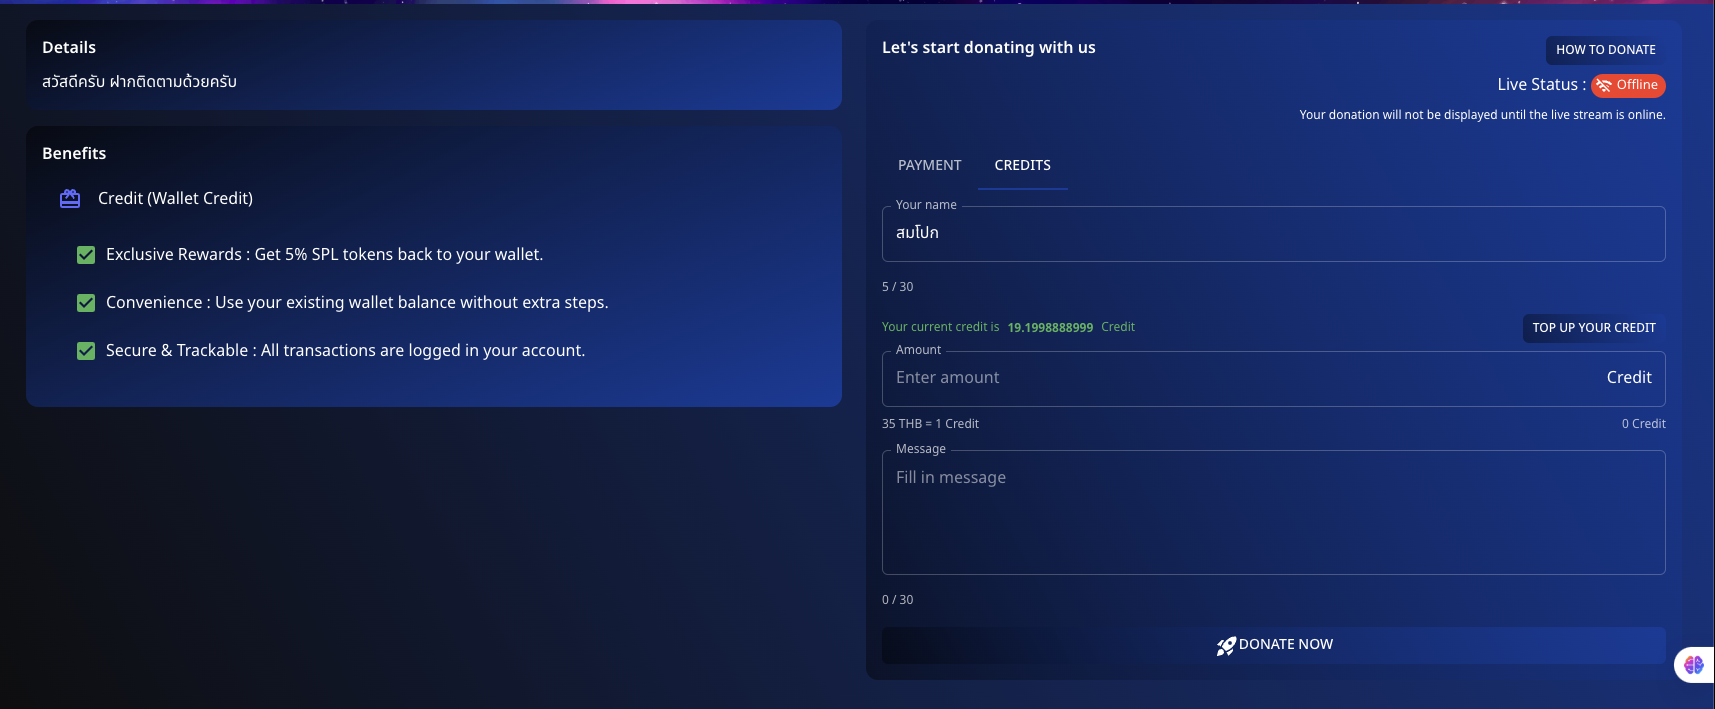 Details
สวัสดีครับ ฝากติดตามด้วยครับ
Benefits
Credit (Wallet Credit)
Exclusive Rewards : Get 5% SPL tokens back to your wallet.
Convenience : Use your existing wallet balance without extra steps.
Secure & Trackable : All transactions are logged in your account.
Let's start donating with us
HOW TO DONATE
Live Status : Offline
Your donation will not be displayed until the live stream is online.
PAYMENT CREDITS
Your name
สมโปก
5 / 30
Your current credit is 19.1998888999 Credit
TOP UP YOUR CREDIT
Amount
Enter amount Credit
35 THB = 1 Credit 0 Credit
Message
Fill in message
0 / 30
DONATE NOW